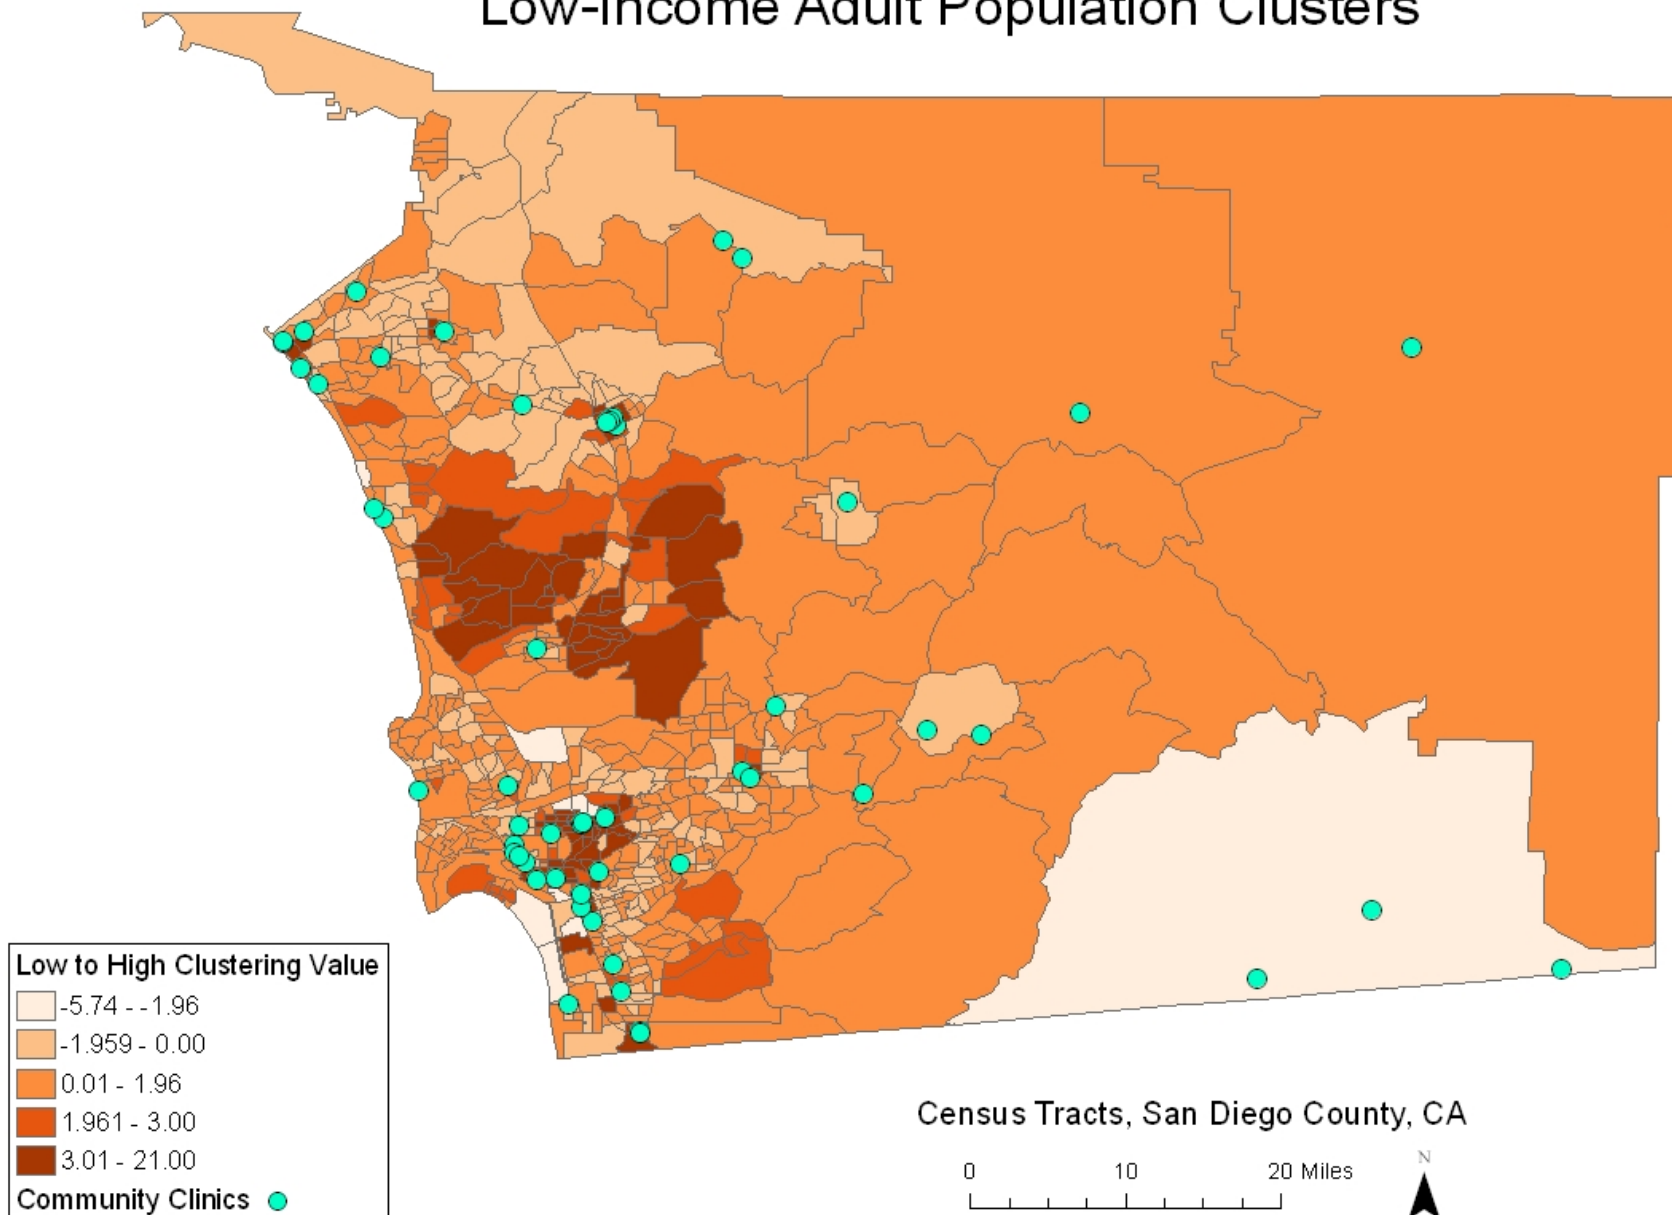 Low-Income Adult Population Clusters
Low to High Clustering Value
-5.74 - -1.96
-1.959 - 0.00
0.01 - 1.96
1.961 - 3.00
3.01 - 21.00
Community Clinics
Census Tracts, San Diego County, CA
0 10 20 Miles
N